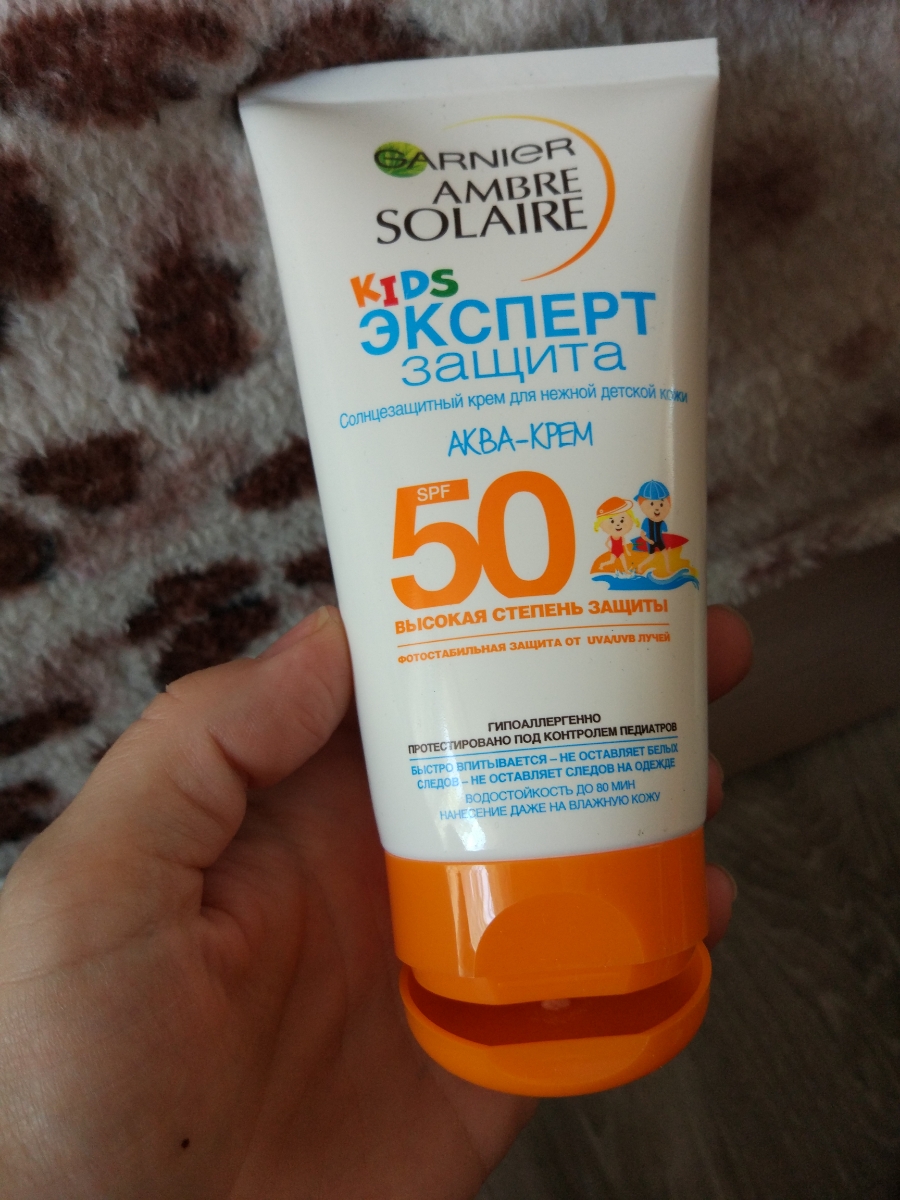 GARNIER
AMBRE
SOLAIRE
KIDS
ЭКСПЕРТ
защита
Солнцезащитный крем для нежной детской кожи
АКВА-КРЕМ
SPF
50
ВЫСОКАЯ СТЕПЕНЬ ЗАЩИТЫ
ФОТОСТАБИЛЬНАЯ ЗАЩИТА ОТ UVA/UVB ЛУЧЕЙ
ГИПОАЛЛЕРГЕННО
ПРОТЕСТИРОВАНО ПОД КОНТРОЛЕМ ПЕДИАТРОВ
БЫСТРО ВПИТЫВАЕТСЯ – НЕ ОСТАВЛЯЕТ БЕЛЫХ
СЛЕДОВ – НЕ ОСТАВЛЯЕТ СЛЕДОВ НА ОДЕЖДЕ
ВОДОСТОЙКОСТЬ ДО 80 МИН
НАНЕСЕНИЕ ДАЖЕ НА ВЛАЖНУЮ КОЖУ